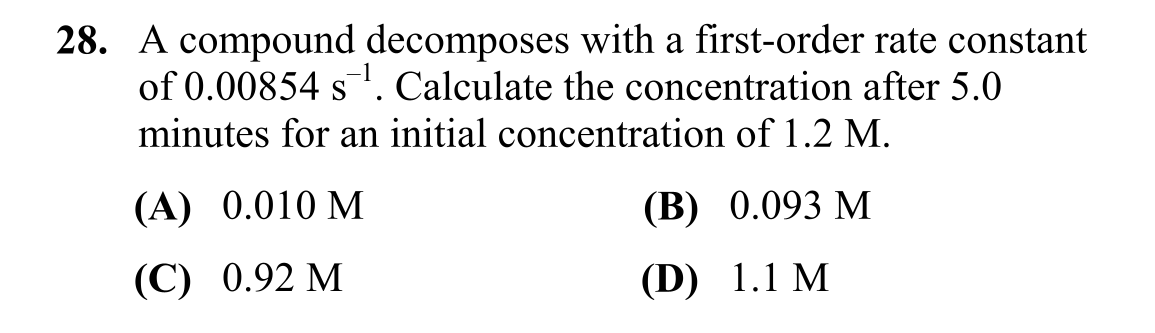 28. A compound decomposes with a first-order rate constant
of 0.00854 s⁻¹. Calculate the concentration after 5.0
minutes for an initial concentration of 1.2 M.
(A) 0.010 M (B) 0.093 M
(C) 0.92 M (D) 1.1 M